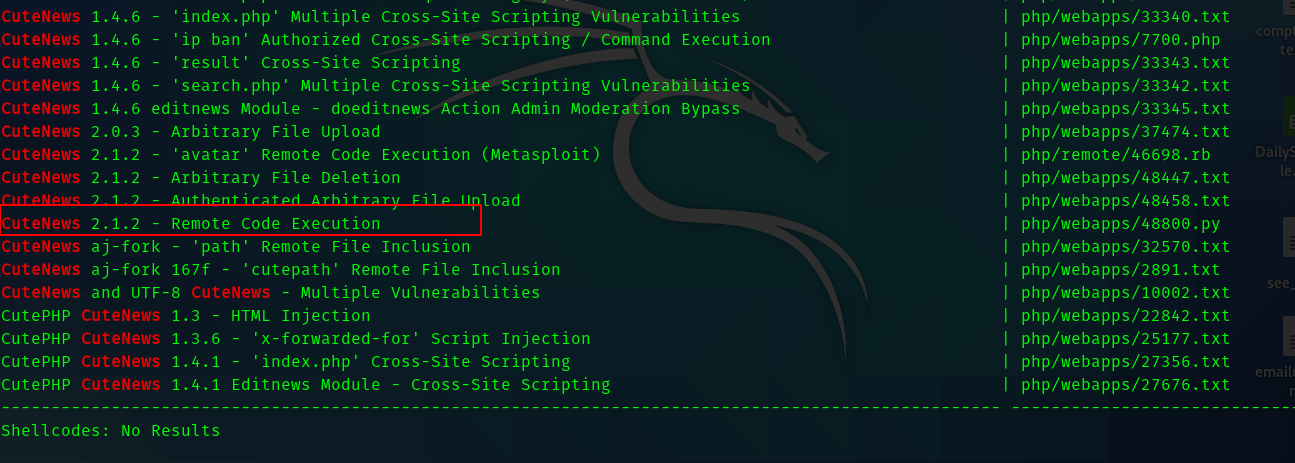 CuteNews 1.4.6 - 'index.php' Multiple Cross-Site Scripting Vulnerabilities | php/webapps/33340.txt
CuteNews 1.4.6 - 'ip ban' Authorized Cross-Site Scripting / Command Execution | php/webapps/7700.php
CuteNews 1.4.6 - 'result' Cross-Site Scripting | php/webapps/33343.txt
CuteNews 1.4.6 - 'search.php' Multiple Cross-Site Scripting Vulnerabilities | php/webapps/33342.txt
CuteNews 1.4.6 editnews Module - doeditnews Action Admin Moderation Bypass | php/webapps/33345.txt
CuteNews 2.0.3 - Arbitrary File Upload | php/webapps/37474.txt
CuteNews 2.1.2 - 'avatar' Remote Code Execution (Metasploit) | php/remote/46698.rb
CuteNews 2.1.2 - Arbitrary File Deletion | php/webapps/48447.txt
CuteNews 2.1.2 - Authenticated Arbitrary File Upload | php/webapps/48458.txt
CuteNews 2.1.2 - Remote Code Execution | php/webapps/48800.py
CuteNews aj-fork - 'path' Remote File Inclusion | php/webapps/32570.txt
CuteNews aj-fork 167f - 'cutepath' Remote File Inclusion | php/webapps/2891.txt
CuteNews and UTF-8 CuteNews - Multiple Vulnerabilities | php/webapps/10002.txt
CutePHP CuteNews 1.3 - HTML Injection | php/webapps/22842.txt
CutePHP CuteNews 1.3.6 - 'x-forwarded-for' Script Injection | php/webapps/25177.txt
CutePHP CuteNews 1.4.1 - 'index.php' Cross-Site Scripting | php/webapps/27356.txt
CutePHP CuteNews 1.4.1 Editnews Module - Cross-Site Scripting | php/webapps/27676.txt
Shellcodes: No Results